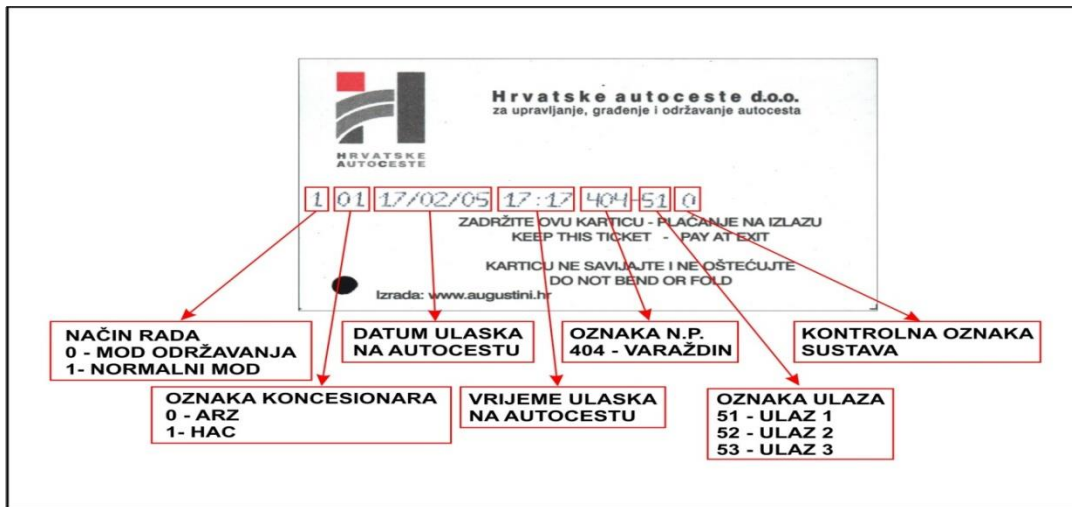 Hrvatske autoceste d.o.o.
za upravljanje, građenje i održavanje autocesta
HRVATSKE
AUTOCESTE
1 01 17/02/05 17:17 404-51 0
ZADRŽITE OVU KARTICU - PLAĆANJE NA IZLAZU
KEEP THIS TICKET - PAY AT EXIT
KARTICU NE SAVIJAJTE I NE OŠTEĆUJTE
DO NOT BEND OR FOLD
Izrada: www.augustini.hr
NAČIN RADA
0 - MOD ODRŽAVANJA
1- NORMALNI MOD
DATUM ULASKA
NA AUTOCESTU
OZNAKA N.P.
404 - VARAŽDIN
KONTROLNA OZNAKA
SUSTAVA
OZNAKA KONCESIONARA
0 - ARZ
1- HAC
VRIJEME ULASKA
NA AUTOCESTU
OZNAKA ULAZA
51 - ULAZ 1
52 - ULAZ 2
53 - ULAZ 3